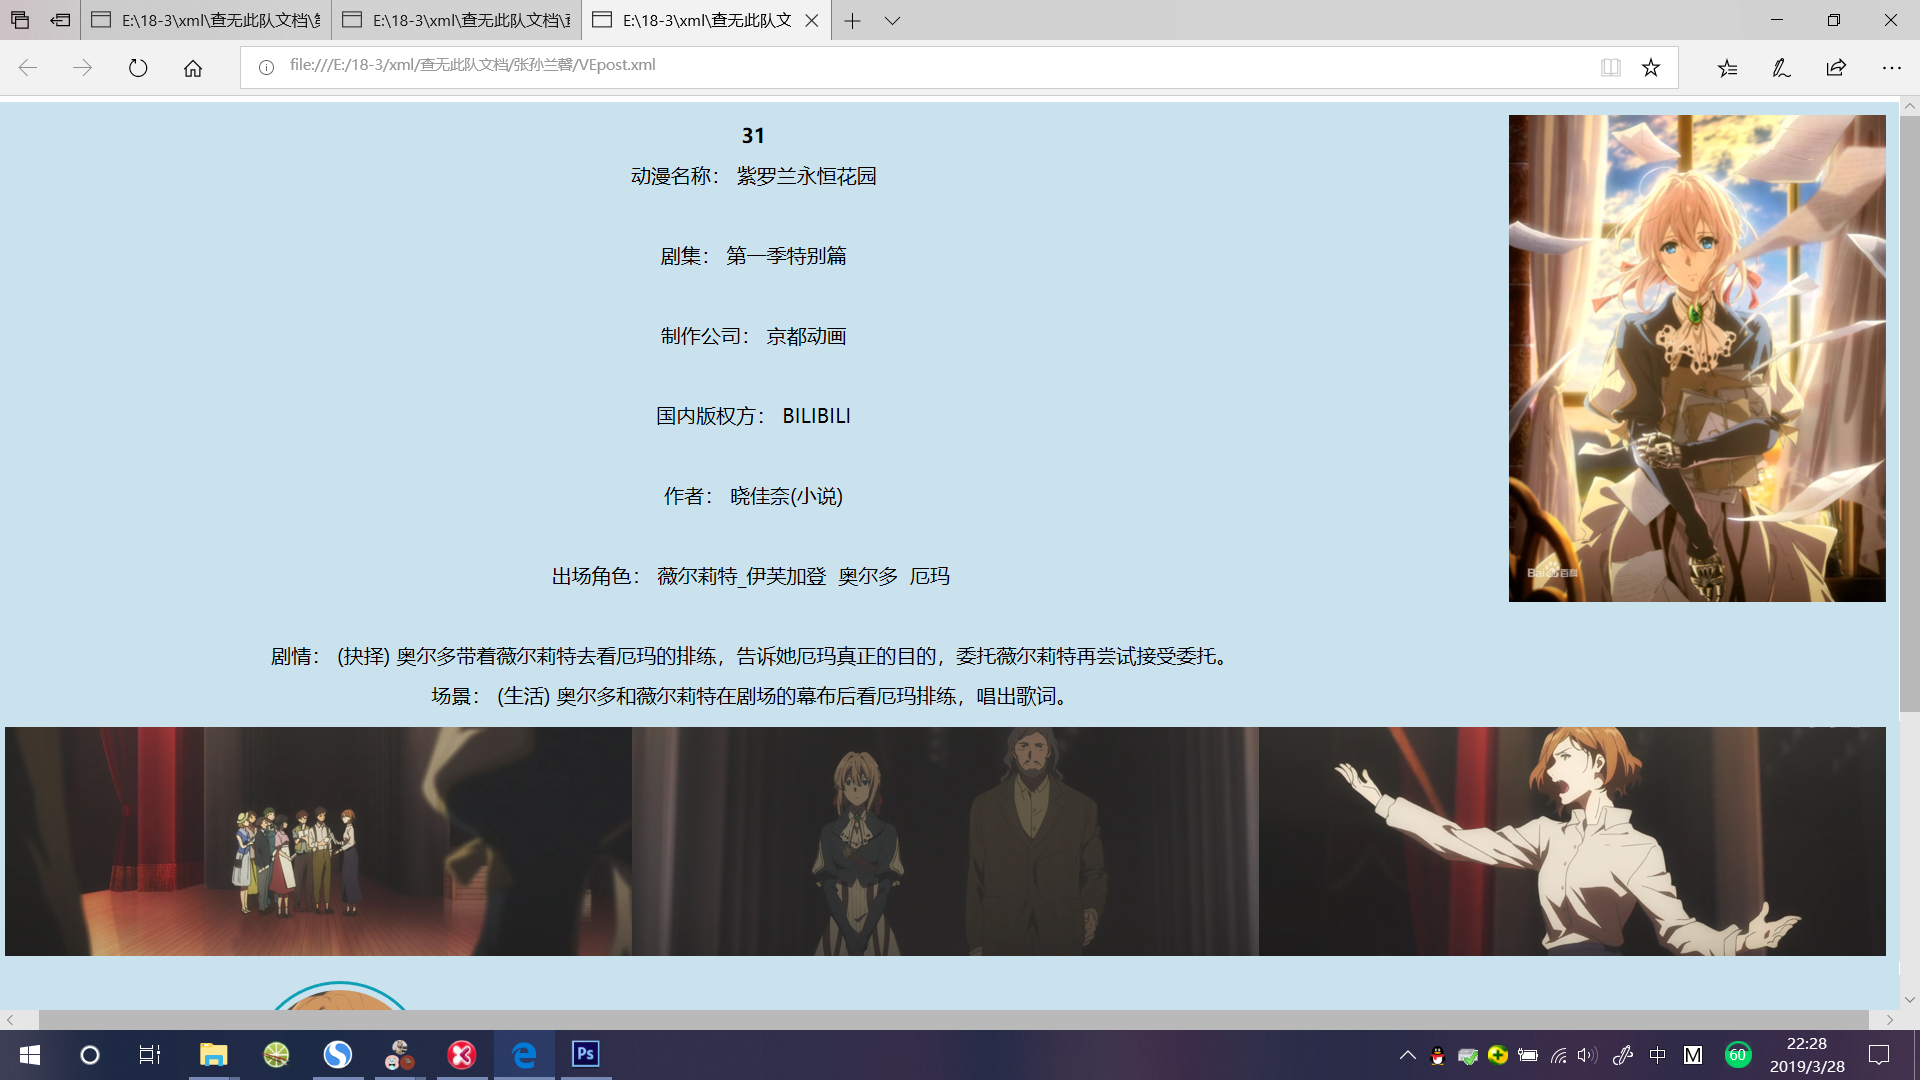 E:\18-3\xml\查无此队文档\
E:\18-3\xml\查无此队文档\
E:\18-3\xml\查无此队文
file:///E:/18-3/xml/查无此队文档/张孙兰馨/VEpost.xml
31
动漫名称： 紫罗兰永恒花园
剧集： 第一季特别篇
制作公司： 京都动画
国内版权方： BILIBILI
作者： 晓佳奈(小说)
出场角色： 薇尔莉特_伊芙加登 奥尔多 厄玛
剧情： (抉择) 奥尔多带着薇尔莉特去看厄玛的排练，告诉她厄玛真正的目的，委托薇尔莉特再尝试接受委托。
场景： (生活) 奥尔多和薇尔莉特在剧场的幕布后看厄玛排练，唱出歌词。
Bai百科
Ps
中
M
60
22:28
2019/3/28